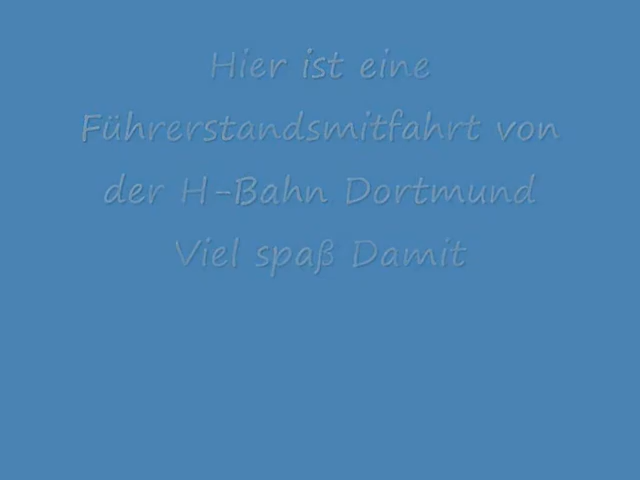 Hier ist eine
Führerstandsmitfahrt von
der H-Bahn Dortmund
Viel spaß Damit